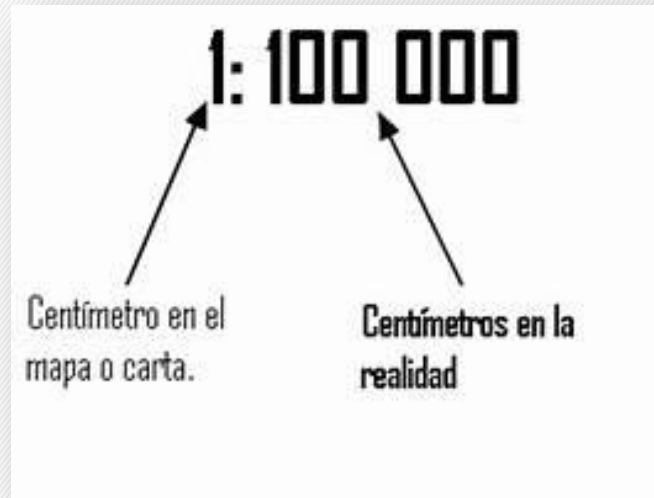 1: 100 000
Centímetro en el
mapa o carta.
Centímetros en la
realidad